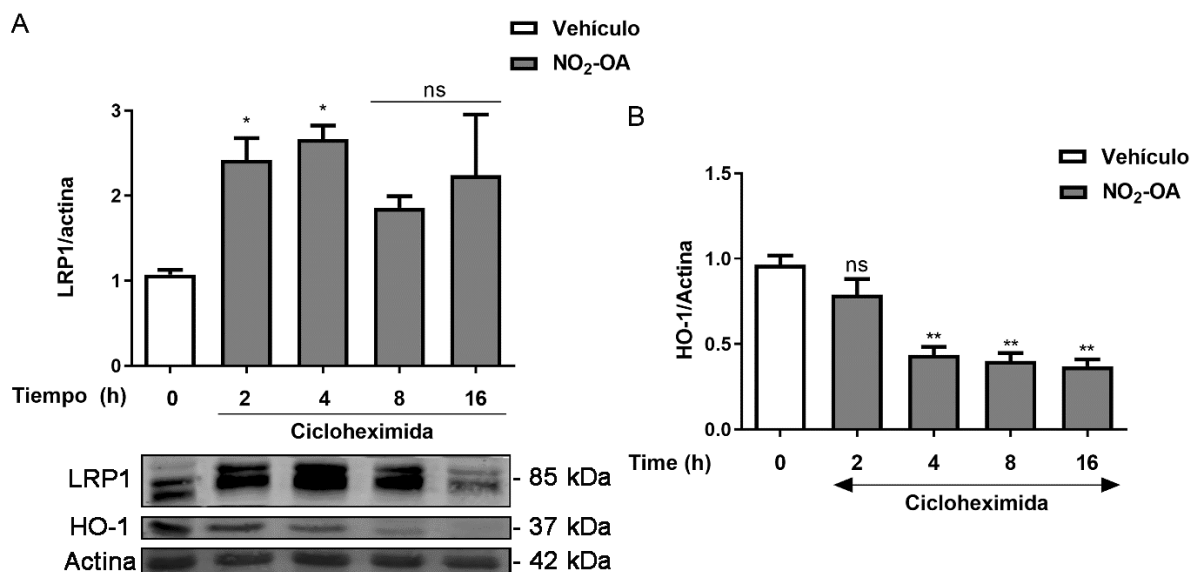 A
Vehículo
NO₂-OA
ns
* *
LRP1/actina
3
2
1
0
Tiempo (h) 0 2 4 8 16
Cicloheximida
LRP1 - 85 kDa
HO-1 - 37 kDa
Actina - 42 kDa
B
Vehículo
NO₂-OA
HO-1/Actina
1.5
1.0
0.5
0.0
ns ** ** **
Time (h) 0 2 4 8 16
Cicloheximida